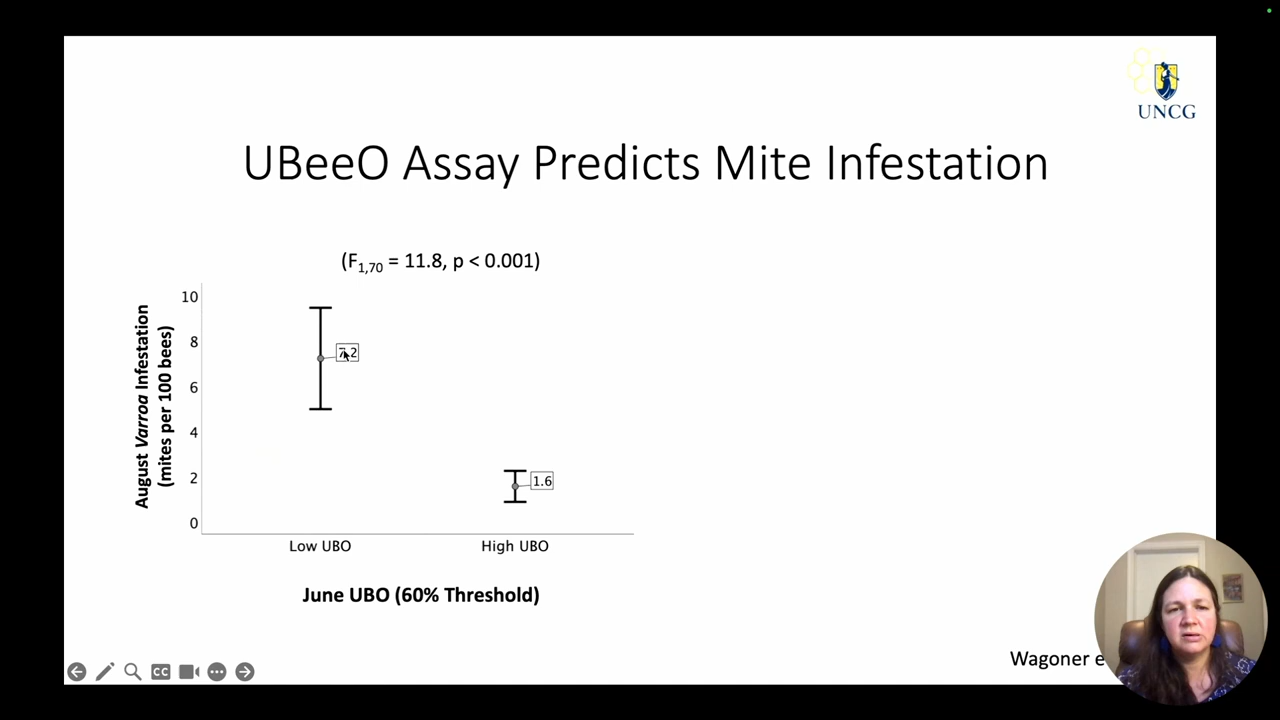 UNCG
UBeeO Assay Predicts Mite Infestation
(F1,70 = 11.8, p < 0.001)
August Varroa Infestation
(mites per 100 bees)
10
8
6
4
2
0
7.2
1.6
Low UBO
High UBO
June UBO (60% Threshold)
Wagoner e
CC